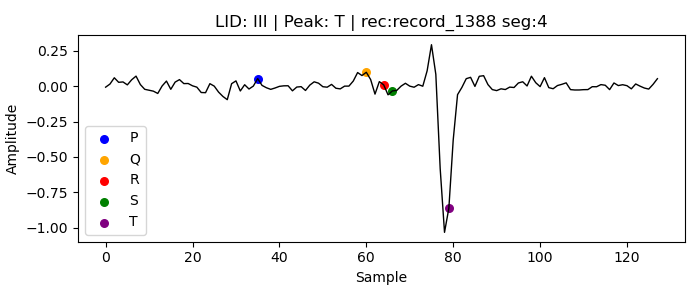 LID: III | Peak: T | rec:record_1388 seg:4
Amplitude
0.25
0.00
−0.25
−0.50
−0.75
−1.00
P
Q
R
S
T
0 20 40 60 80 100 120
Sample